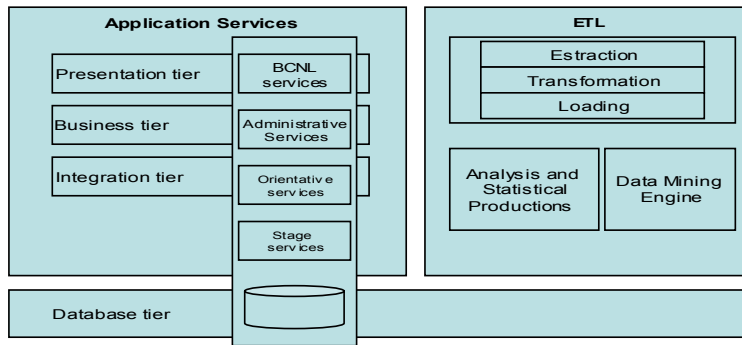 Application Services
Presentation tier
BCNL
services
Business tier
Administrative
Services
Integration tier
Orientative
services
Stage
services
Database tier
ETL
Estraction
Transformation
Loading
Analysis and
Statistical
Productions
Data Mining
Engine